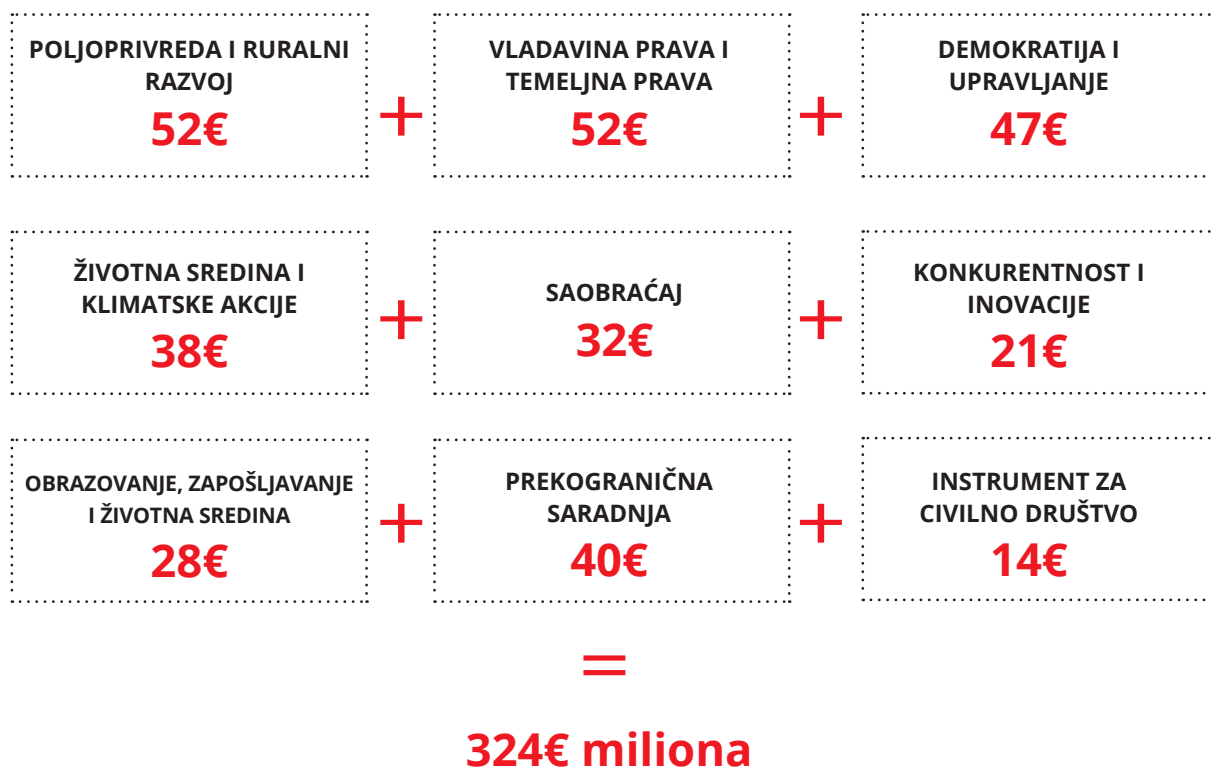 POLJOPRIVREDA I RURALNI
RAZVOJ
52€
+
VLADAVINA PRAVA I
TEMELJNA PRAVA
52€
+
DEMOKRATIJA I
UPRAVLJANJE
47€
ŽIVOTNA SREDINA I
KLIMATSKE AKCIJE
38€
+
SAOBRAĆAJ
32€
+
KONKURENTNOST I
INOVACIJE
21€
OBRAZOVANJE, ZAPOŠLJAVANJE
I ŽIVOTNA SREDINA
28€
+
PREKOGRANIČNA
SARADNJA
40€
+
INSTRUMENT ZA
CIVILNO DRUŠTVO
14€
=
324€ miliona